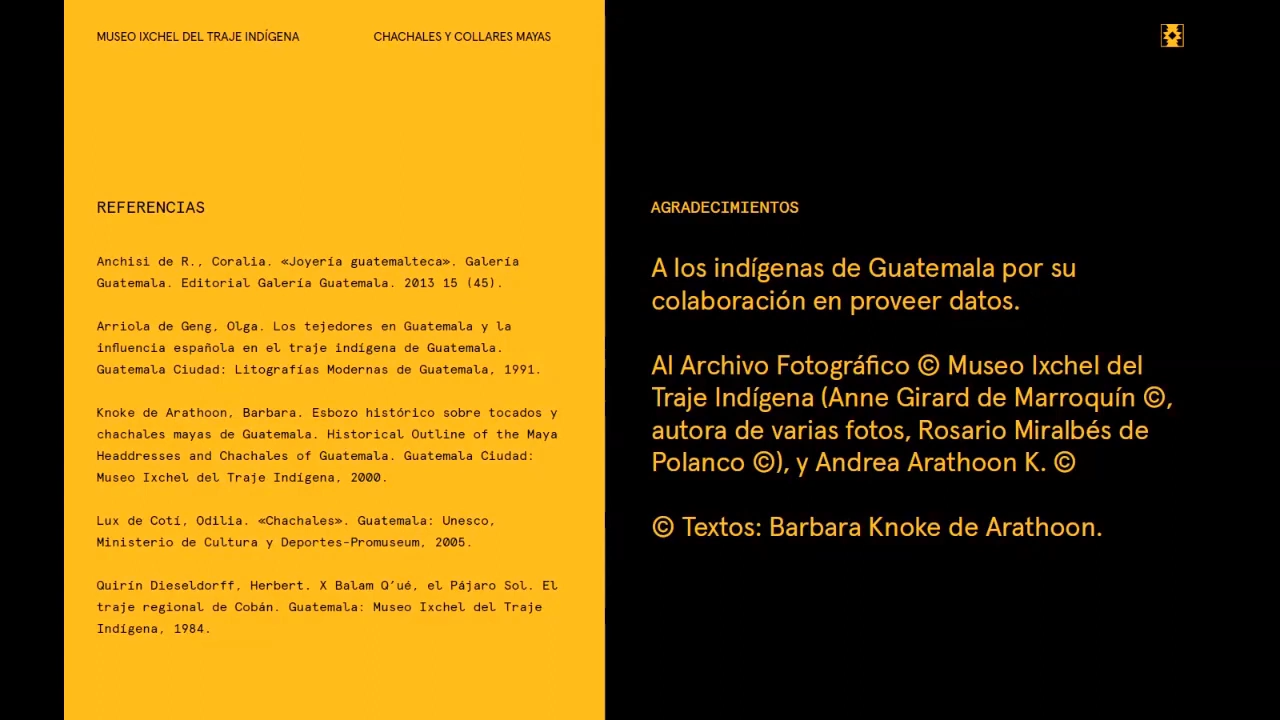 MUSEO IXCHEL DEL TRAJE INDÍGENA
CHACHALES Y COLLARES MAYAS
REFERENCIAS
Anchisi de R., Coralia. «Joyería guatemalteca». Galería
Guatemala. Editorial Galería Guatemala. 2013 15 (45).
Arriola de Geng, Olga. Los tejedores en Guatemala y la
influencia española en el traje indígena de Guatemala.
Guatemala Ciudad: Litografías Modernas de Guatemala, 1991.
Knoke de Arathoon, Barbara. Esbozo histórico sobre tocados y
chachales mayas de Guatemala. Historical Outline of the Maya
Headdresses and Chachales of Guatemala. Guatemala Ciudad:
Museo Ixchel del Traje Indígena, 2000.
Lux de Cotí, Odilia. «Chachales». Guatemala: Unesco,
Ministerio de Cultura y Deportes-Promuseum, 2005.
Quirín Dieseldorff, Herbert. X Balam Q’ué, el Pájaro Sol. El
traje regional de Cobán. Guatemala: Museo Ixchel del Traje
Indígena, 1984.
AGRADECIMIENTOS
A los indígenas de Guatemala por su
colaboración en proveer datos.
Al Archivo Fotográfico © Museo Ixchel del
Traje Indígena (Anne Girard de Marroquín ©,
autora de varias fotos, Rosario Miralbés de
Polanco ©), y Andrea Arathoon K. ©
© Textos: Barbara Knoke de Arathoon.